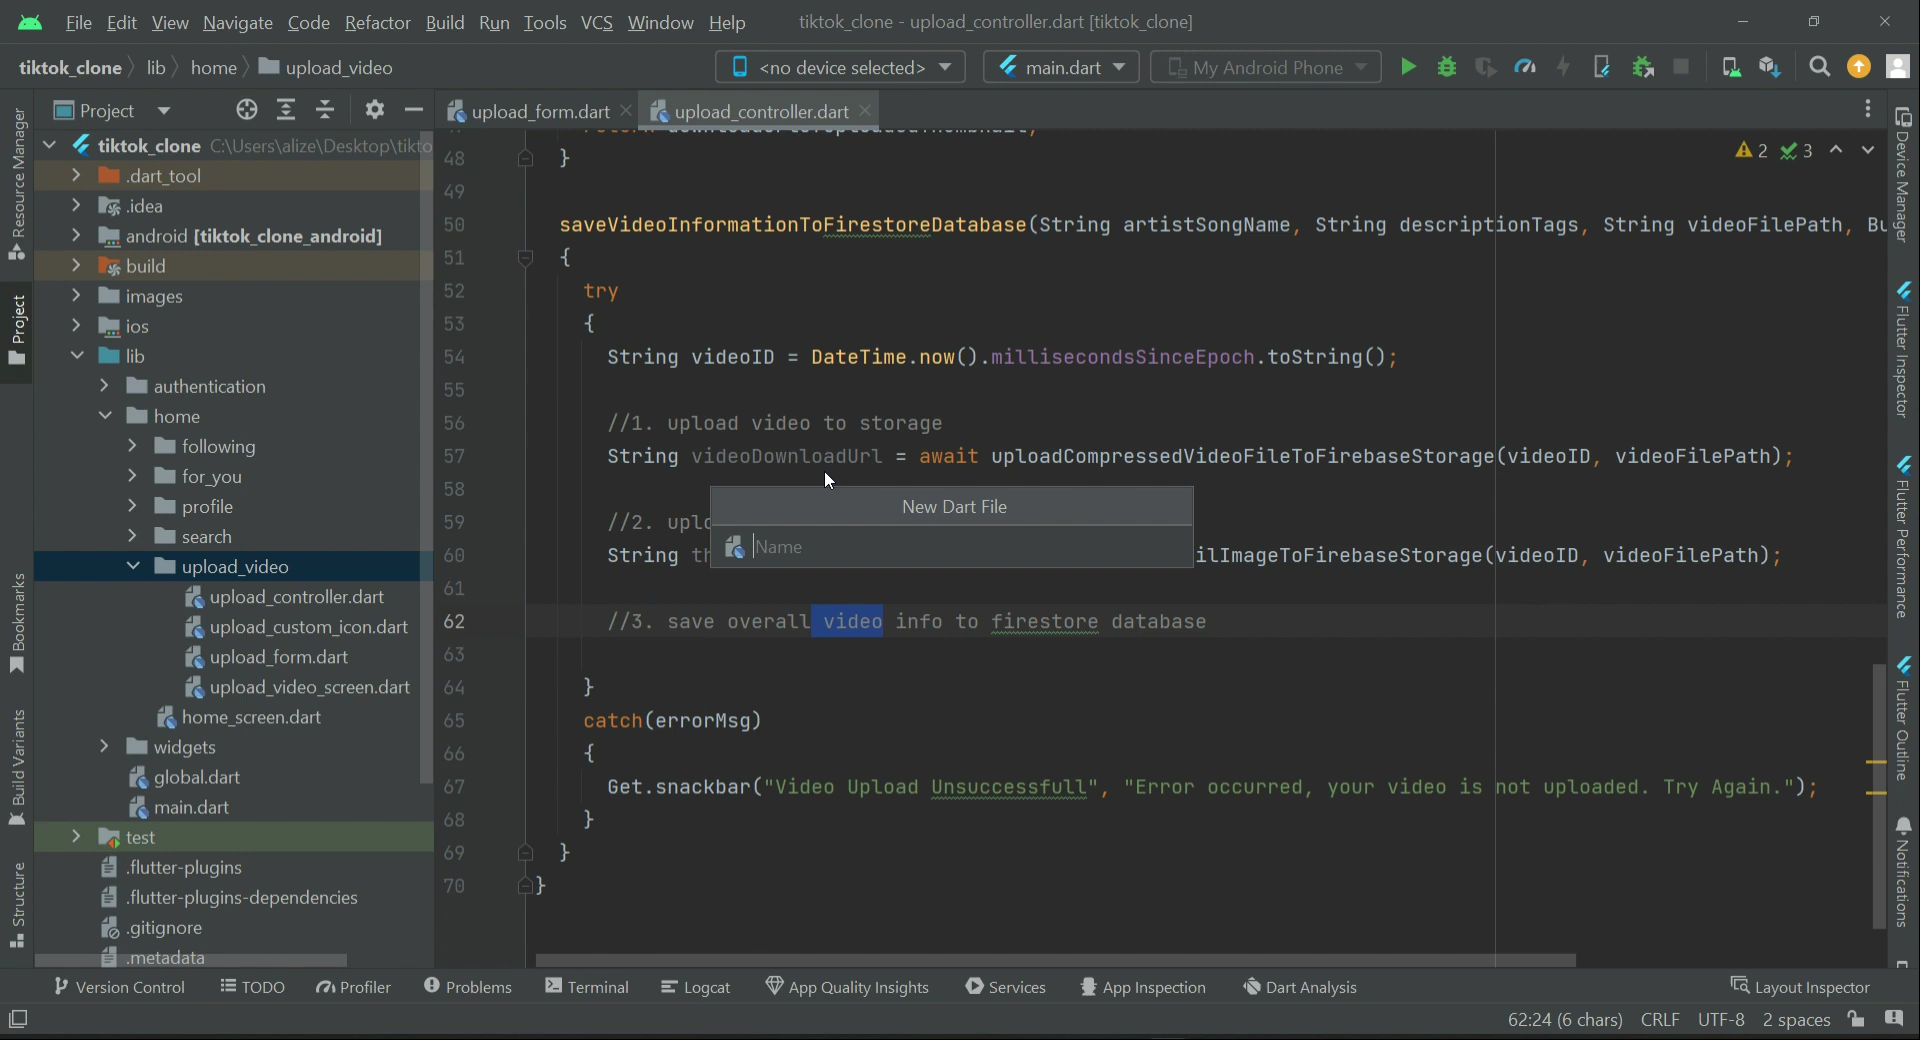 File Edit View Navigate Code Refactor Build Run Tools VCS Window Help tiktok_clone - upload_controller.dart [tiktok_clone]
tiktok_clone lib home upload_video <no device selected> main.dart My Android Phone
Project upload_form.dart upload_controller.dart
tiktok_clone C:\Users\alize\Desktop\tikto
.dart_tool
.idea
android [tiktok_clone_android]
build
images
ios
lib
authentication
home
following
for_you
profile
search
upload_video
upload_controller.dart
upload_custom_icon.dart
upload_form.dart
upload_video_screen.dart
home_screen.dart
widgets
global.dart
main.dart
test
.flutter-plugins
.flutter-plugins-dependencies
.gitignore
.metadata
Resource Manager
Project
Bookmarks
Build Variants
Structure
2 3
48 }
49
50 saveVideoInformationToFirestoreDatabase(String artistSongName, String descriptionTags, String videoFilePath, Bu
51 {
52 try
53 {
54 String videoID = DateTime.now().millisecondsSinceEpoch.toString();
55
56 //1. upload video to storage
57 String videoDownloadUrl = await uploadCompressedVideoFileToFirebaseStorage(videoID, videoFilePath);
58
New Dart File
59 //2. uplo
Name
60 String th ilImageToFirebaseStorage(videoID, videoFilePath);
61
62 //3. save overall video info to firestore database
63
64 }
65 catch(errorMsg)
66 {
67 Get.snackbar("Video Upload Unsuccessfull", "Error occurred, your video is not uploaded. Try Again.");
68 }
69 }
70 }
Device Manager
Flutter Inspector
Flutter Performance
Flutter Outline
Notifications
Version Control TODO Profiler Problems Terminal Logcat App Quality Insights Services App Inspection Dart Analysis Layout Inspector
62:24 (6 chars) CRLF UTF-8 2 spaces